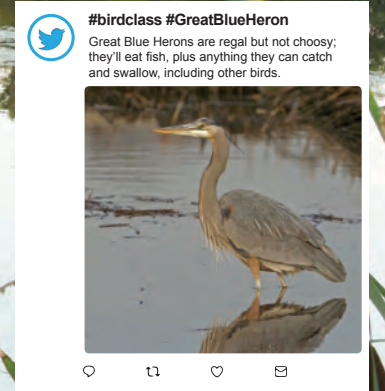 #birdclass #GreatBlueHeron
Great Blue Herons are regal but not choosy;
they'll eat fish, plus anything they can catch
and swallow, including other birds.